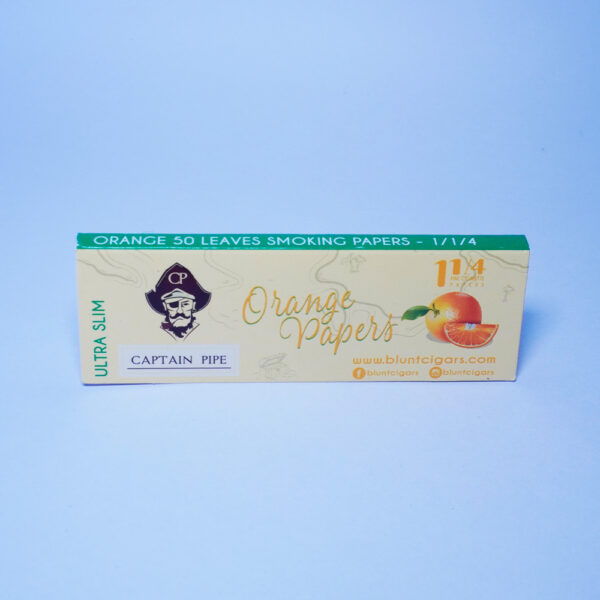 ORANGE 50 LEAVES SMOKING PAPERS - 1/1/4
ULTRA SLIM
CP
CAPTAIN PIPE
Orange
Papers
1 1/4
PAPERS
www.bluntcigars.com
bluntcigars bluntcigars